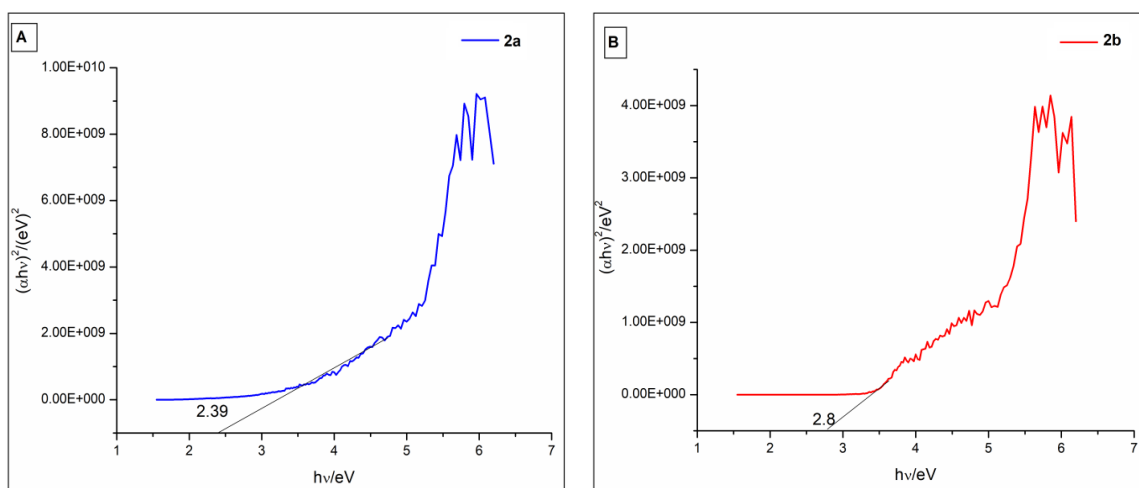 A
2a
1.00E+010
8.00E+009
6.00E+009
4.00E+009
2.00E+009
0.00E+000
(αhν)²/(eV)²
2.39
1 2 3 4 5 6 7
hν/eV
B
2b
4.00E+009
3.00E+009
2.00E+009
1.00E+009
0.00E+000
(αhν)²/eV²
2.8
1 2 3 4 5 6 7
hν/eV